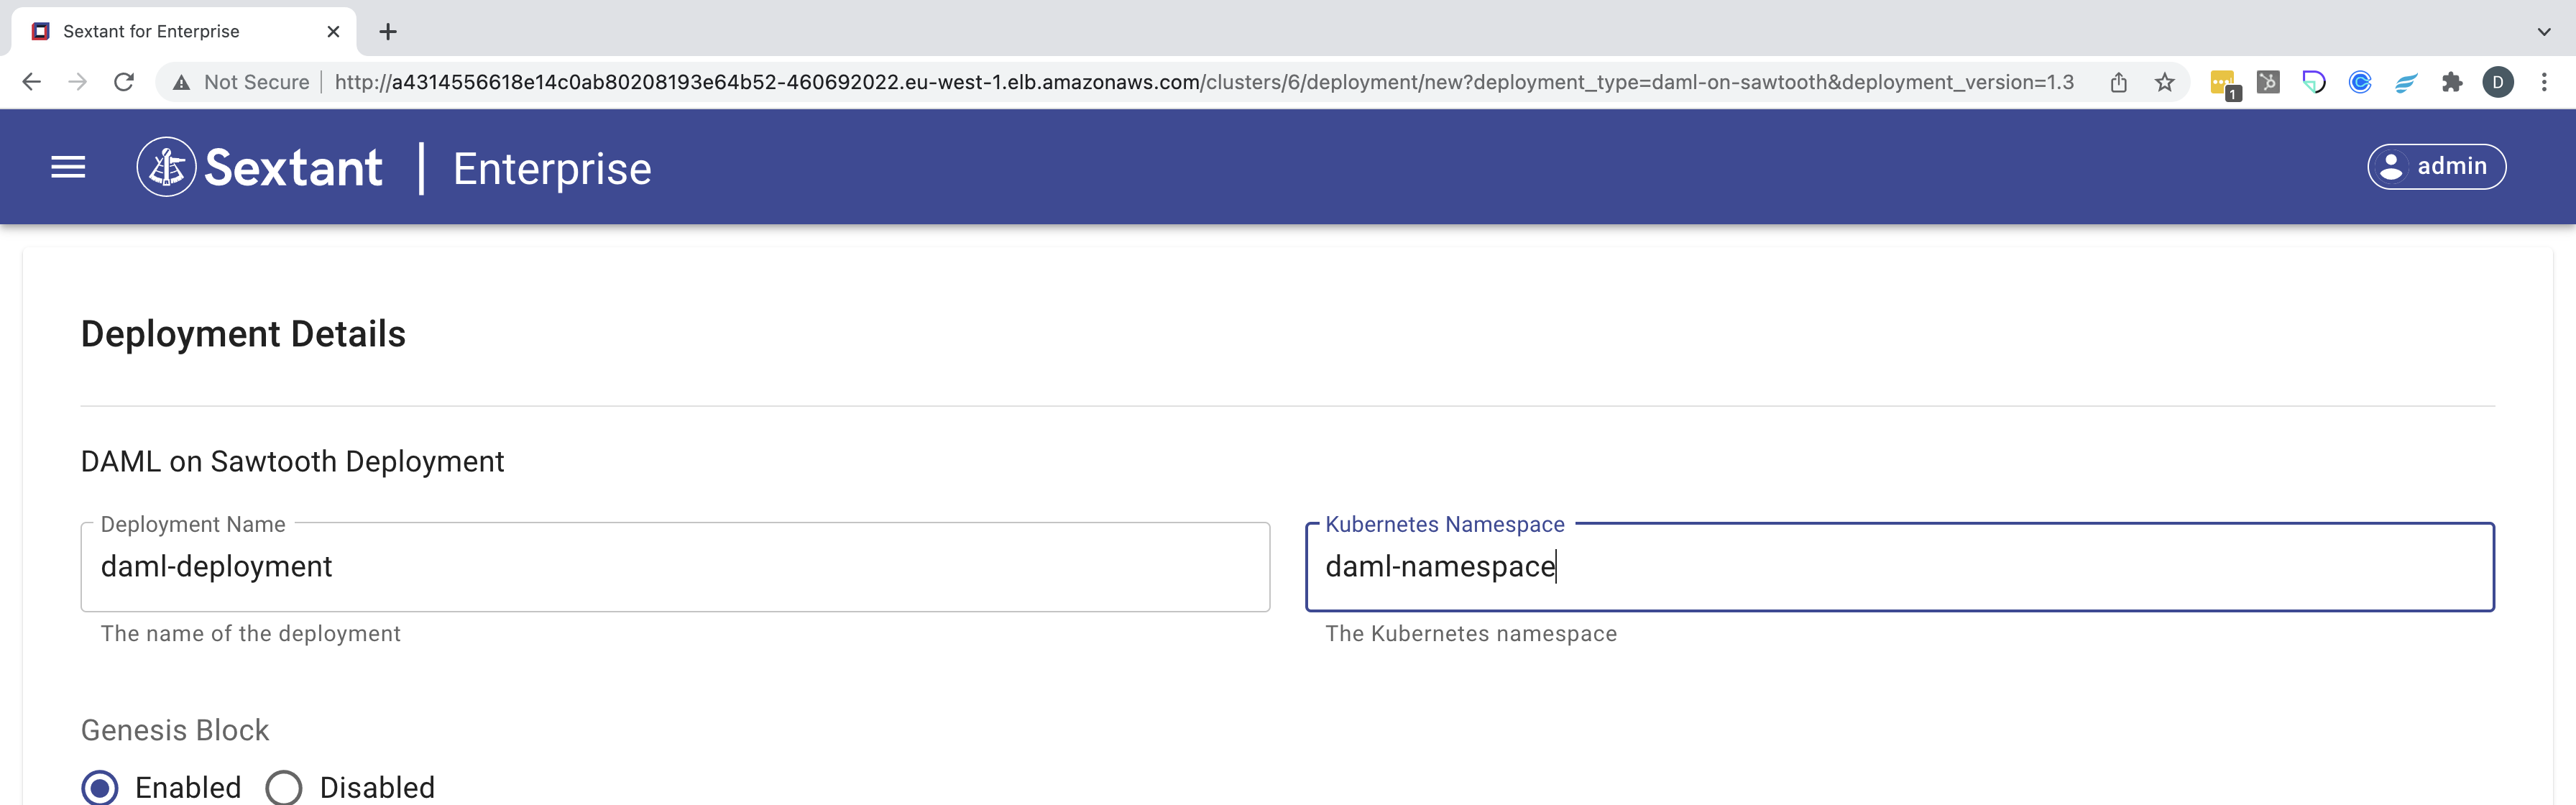 Sextant for Enterprise
Not Secure | http://a4314556618e14c0ab80208193e64b52-460692022.eu-west-1.elb.amazonaws.com/clusters/6/deployment/new?deployment_type=daml-on-sawtooth&deployment_version=1.3
1
D
Sextant | Enterprise
admin
Deployment Details
DAML on Sawtooth Deployment
Deployment Name
daml-deployment
The name of the deployment
Kubernetes Namespace
daml-namespace
The Kubernetes namespace
Genesis Block
Enabled
Disabled